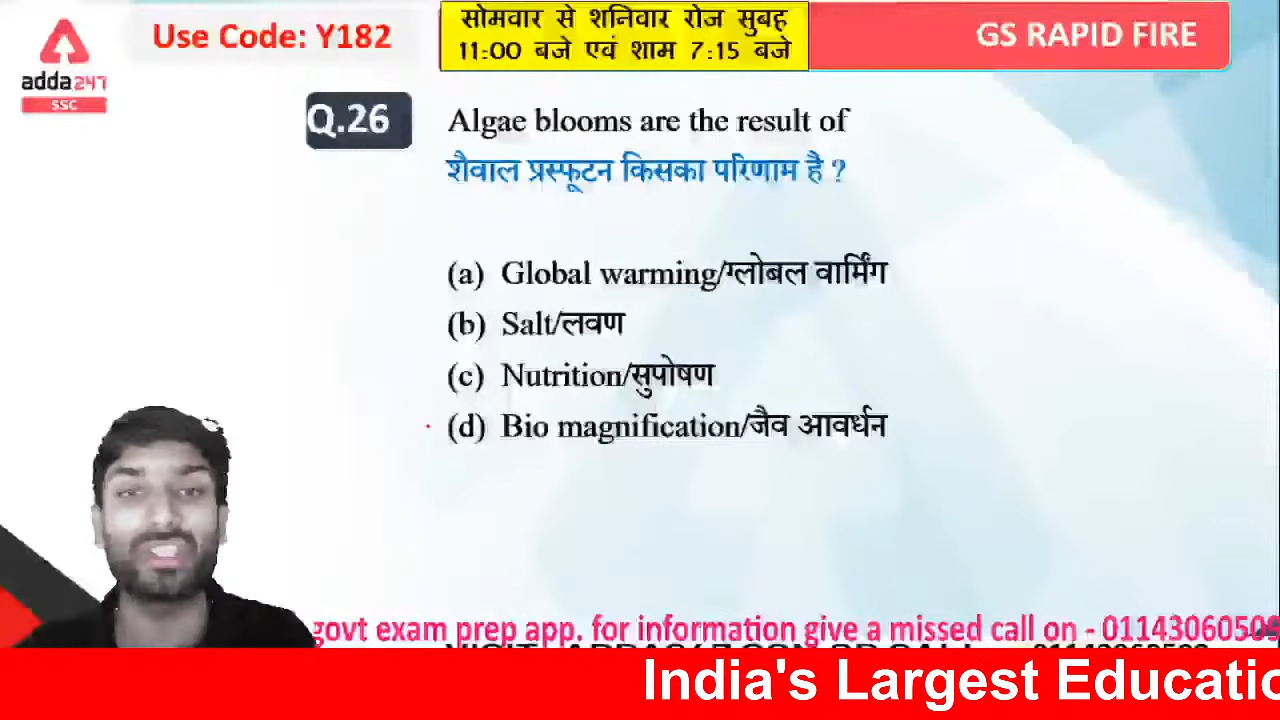 Use Code: Y182
सोमवार से शनिवार रोज सुबह
11:00 बजे एवं शाम 7:15 बजे
GS RAPID FIRE
adda247
SSC
Q.26 Algae blooms are the result of
शैवाल प्रस्फूटन किसका परिणाम है ?
(a) Global warming/ग्लोबल वार्मिंग
(b) Salt/लवण
(c) Nutrition/सुपोषण
(d) Bio magnification/जैव आवर्धन
govt exam prep app. for information give a missed call on - 01143060509
India's Largest Educatio